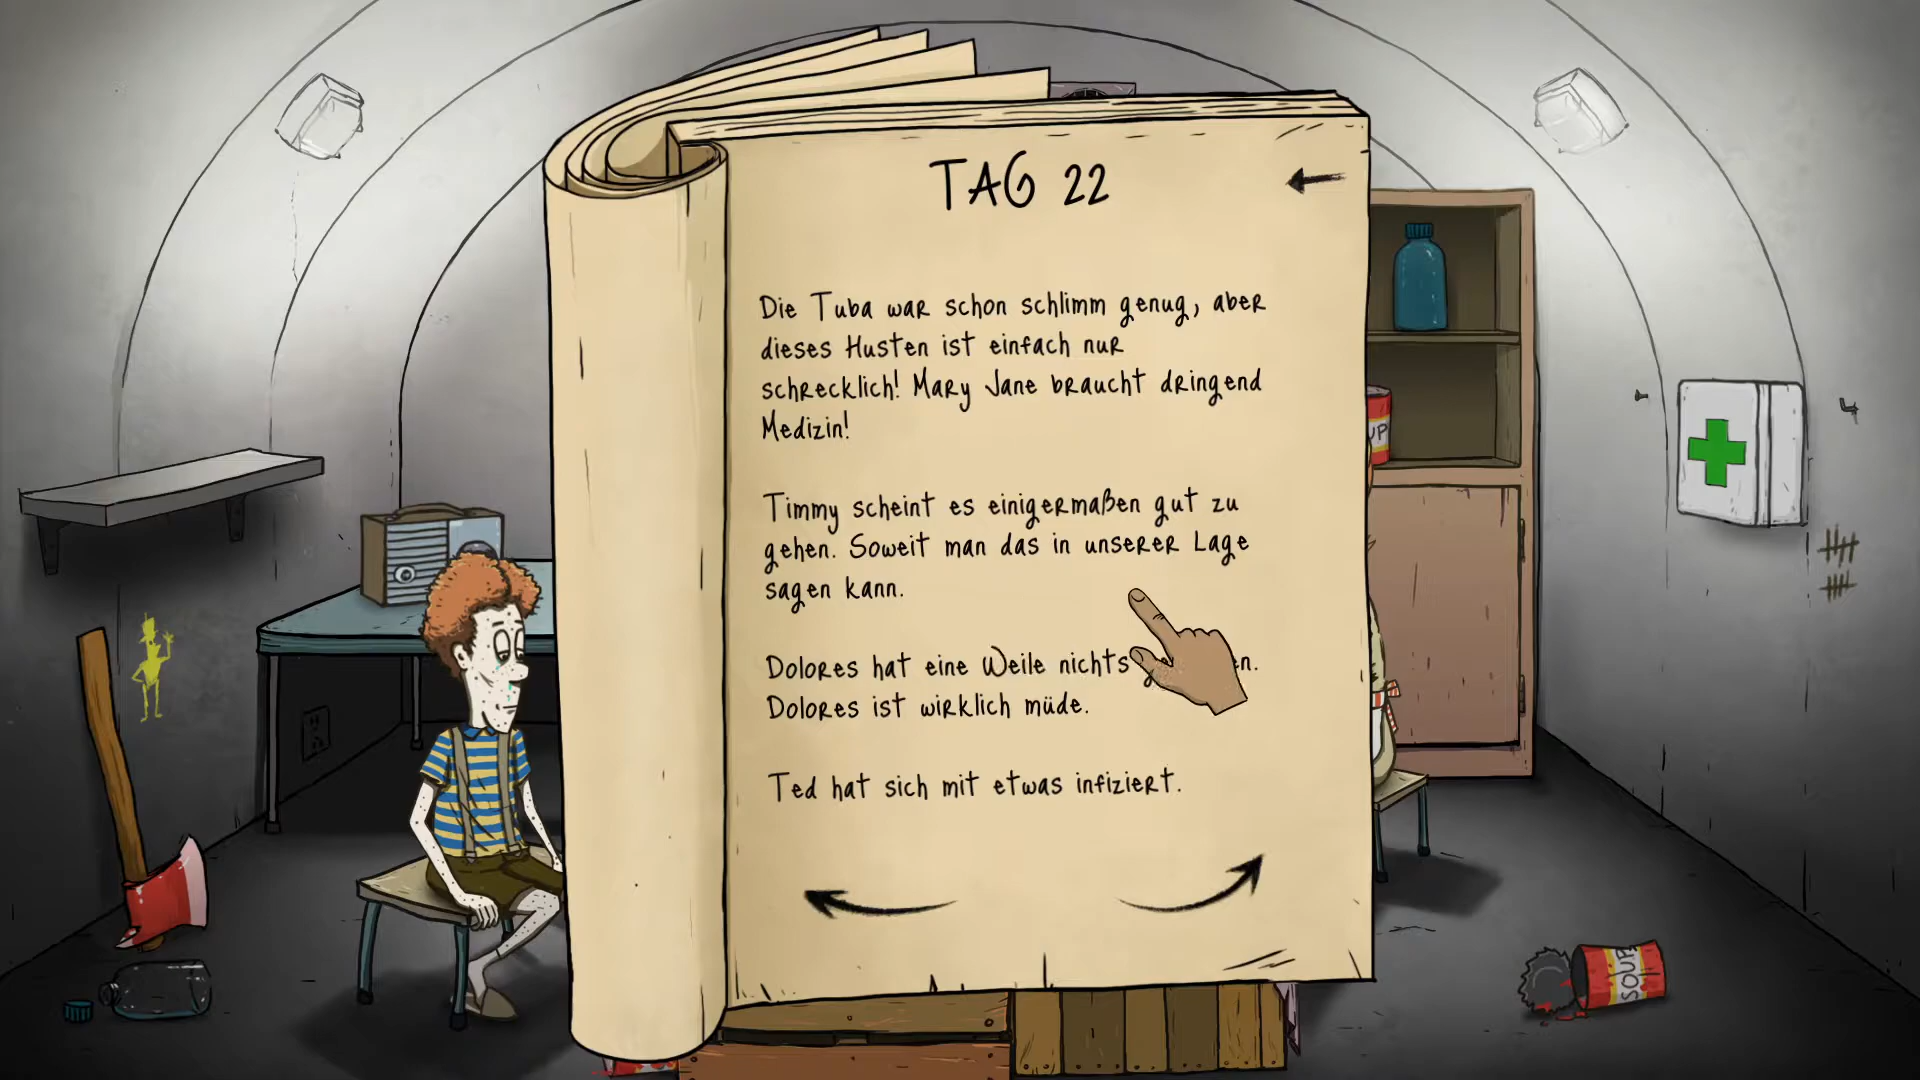 TAG 22
Die Tuba war schon schlimm genug, aber
dieses Husten ist einfach nur
schrecklich! Mary Jane braucht dringend
Medizin!
Timmy scheint es einigermaßen gut zu
gehen. Soweit man das in unserer Lage
sagen kann.
Dolores hat eine Weile nichts
Dolores ist wirklich müde.
Ted hat sich mit etwas infiziert.
UP
SOUP